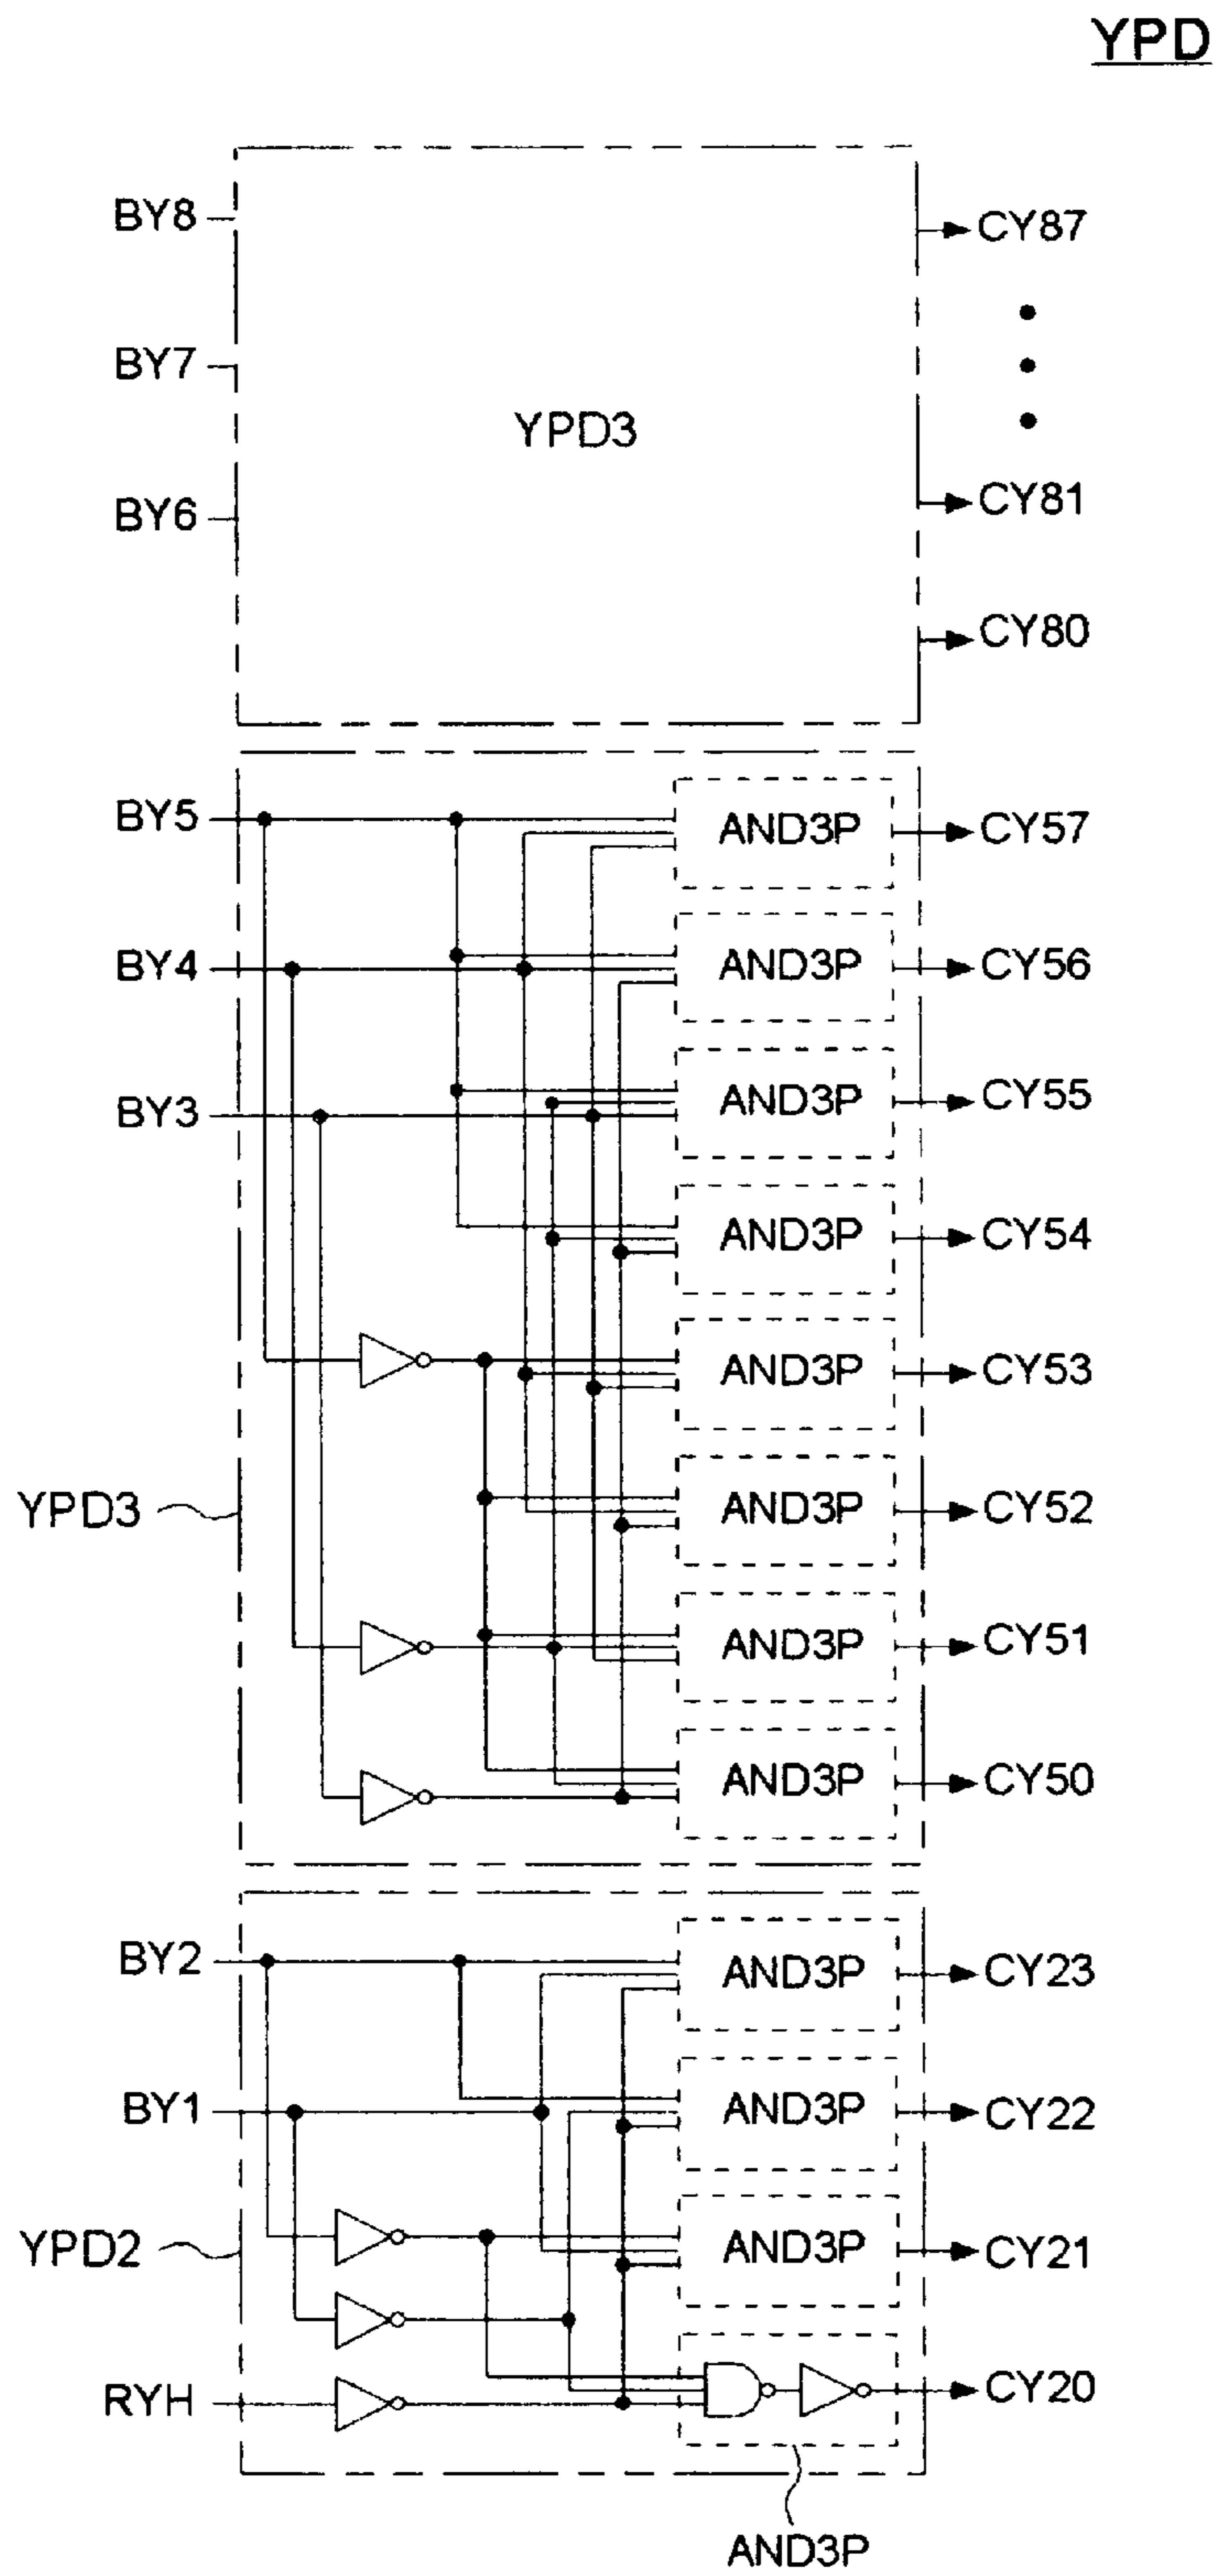 YPD
BY8
CY87
BY7
YPD3
BY6
CY81
CY80
BY5
AND3P
CY57
BY4
AND3P
CY56
BY3
AND3P
CY55
AND3P
CY54
AND3P
CY53
YPD3
AND3P
CY52
AND3P
CY51
AND3P
CY50
BY2
AND3P
CY23
BY1
AND3P
CY22
YPD2
AND3P
CY21
RYH
CY20
AND3P